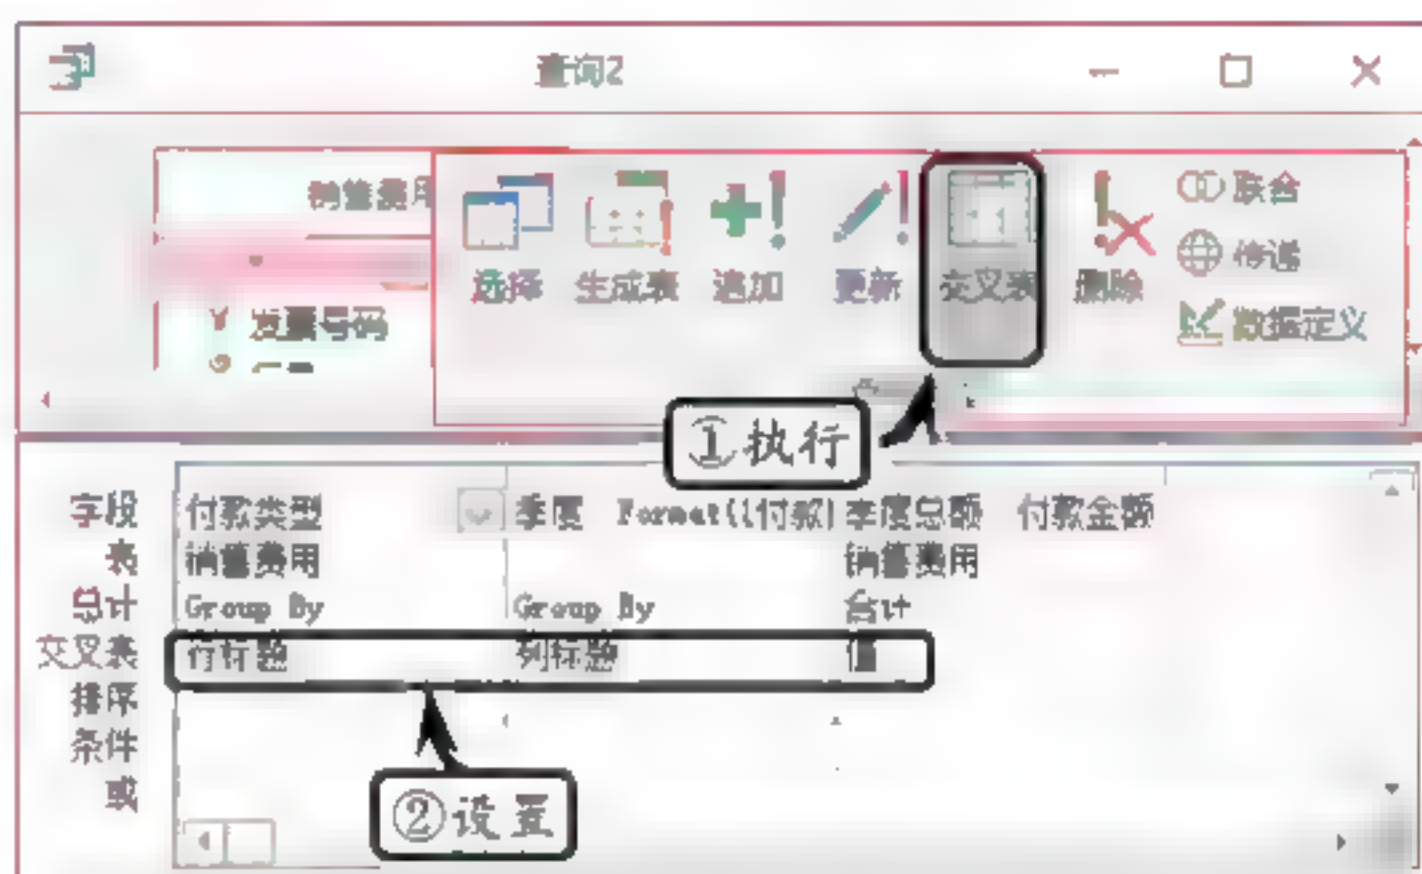 查询2
销售费用
*
发票号码
选择 生成表 追加 更新 交叉表 删除
联合
传递
数据定义
①执行
字段 付款类型 季度 Format([付款 季度总额 付款金额
表 销售费用 销售费用
总计 Group By Group By 合计
交叉表 行标题 列标题 值
排序
条件
或
②设置